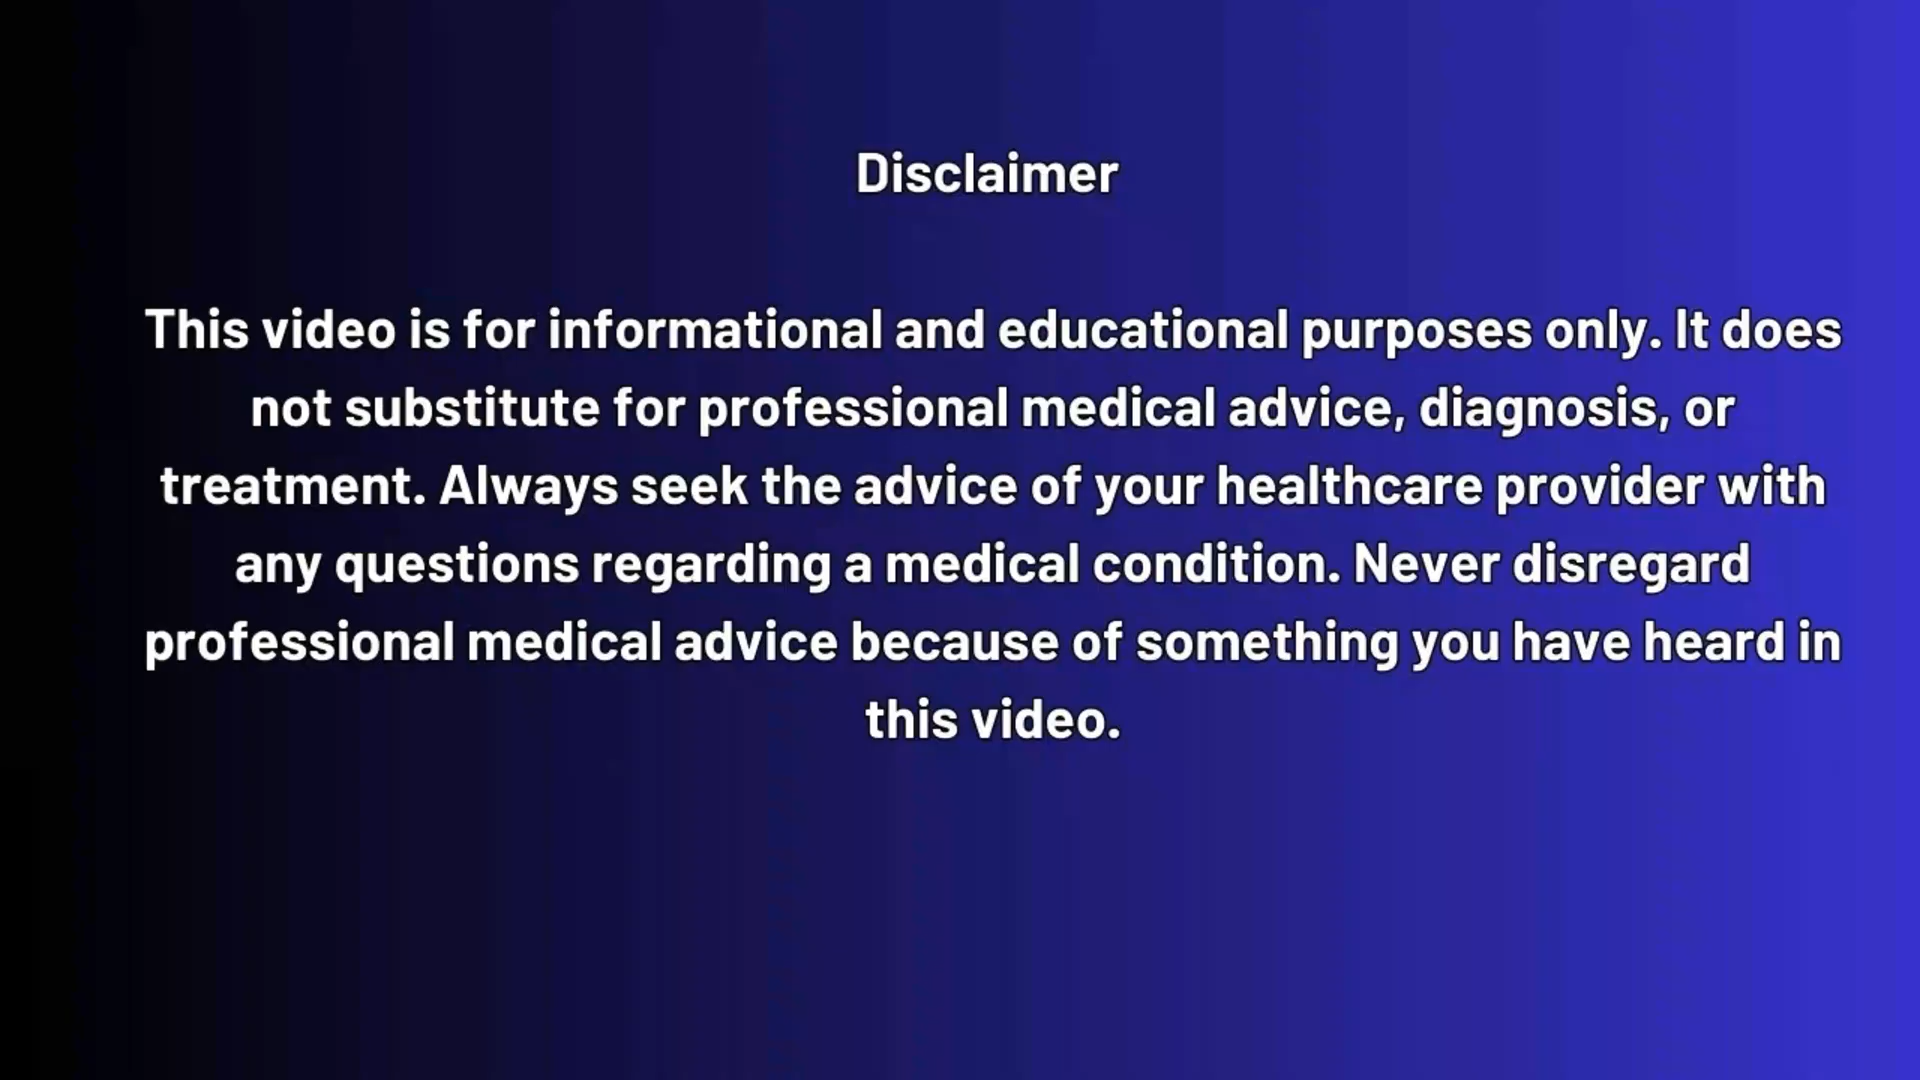 Disclaimer
This video is for informational and educational purposes only. It does
not substitute for professional medical advice, diagnosis, or
treatment. Always seek the advice of your healthcare provider with
any questions regarding a medical condition. Never disregard
professional medical advice because of something you have heard in
this video.